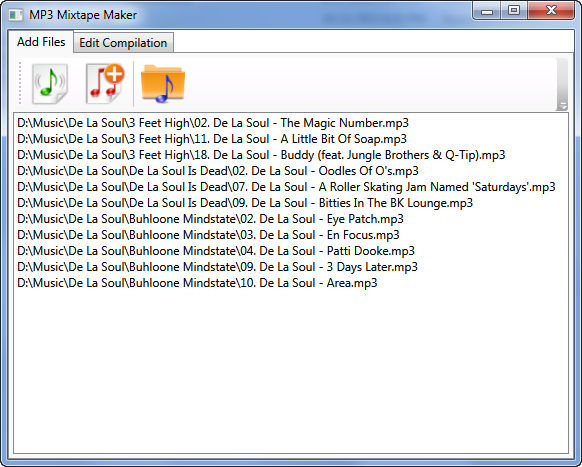 MP3 Mixtape Maker
Add Files
Edit Compilation
D:\Music\De La Soul\3 Feet High\02. De La Soul - The Magic Number.mp3
D:\Music\De La Soul\3 Feet High\11. De La Soul - A Little Bit Of Soap.mp3
D:\Music\De La Soul\3 Feet High\18. De La Soul - Buddy (feat. Jungle Brothers & Q-Tip).mp3
D:\Music\De La Soul\De La Soul Is Dead\02. De La Soul - Oodles Of O's.mp3
D:\Music\De La Soul\De La Soul Is Dead\07. De La Soul - A Roller Skating Jam Named 'Saturdays'.mp3
D:\Music\De La Soul\De La Soul Is Dead\09. De La Soul - Bitties In The BK Lounge.mp3
D:\Music\De La Soul\Buhloone Mindstate\02. De La Soul - Eye Patch.mp3
D:\Music\De La Soul\Buhloone Mindstate\03. De La Soul - En Focus.mp3
D:\Music\De La Soul\Buhloone Mindstate\04. De La Soul - Patti Dooke.mp3
D:\Music\De La Soul\Buhloone Mindstate\09. De La Soul - 3 Days Later.mp3
D:\Music\De La Soul\Buhloone Mindstate\10. De La Soul - Area.mp3